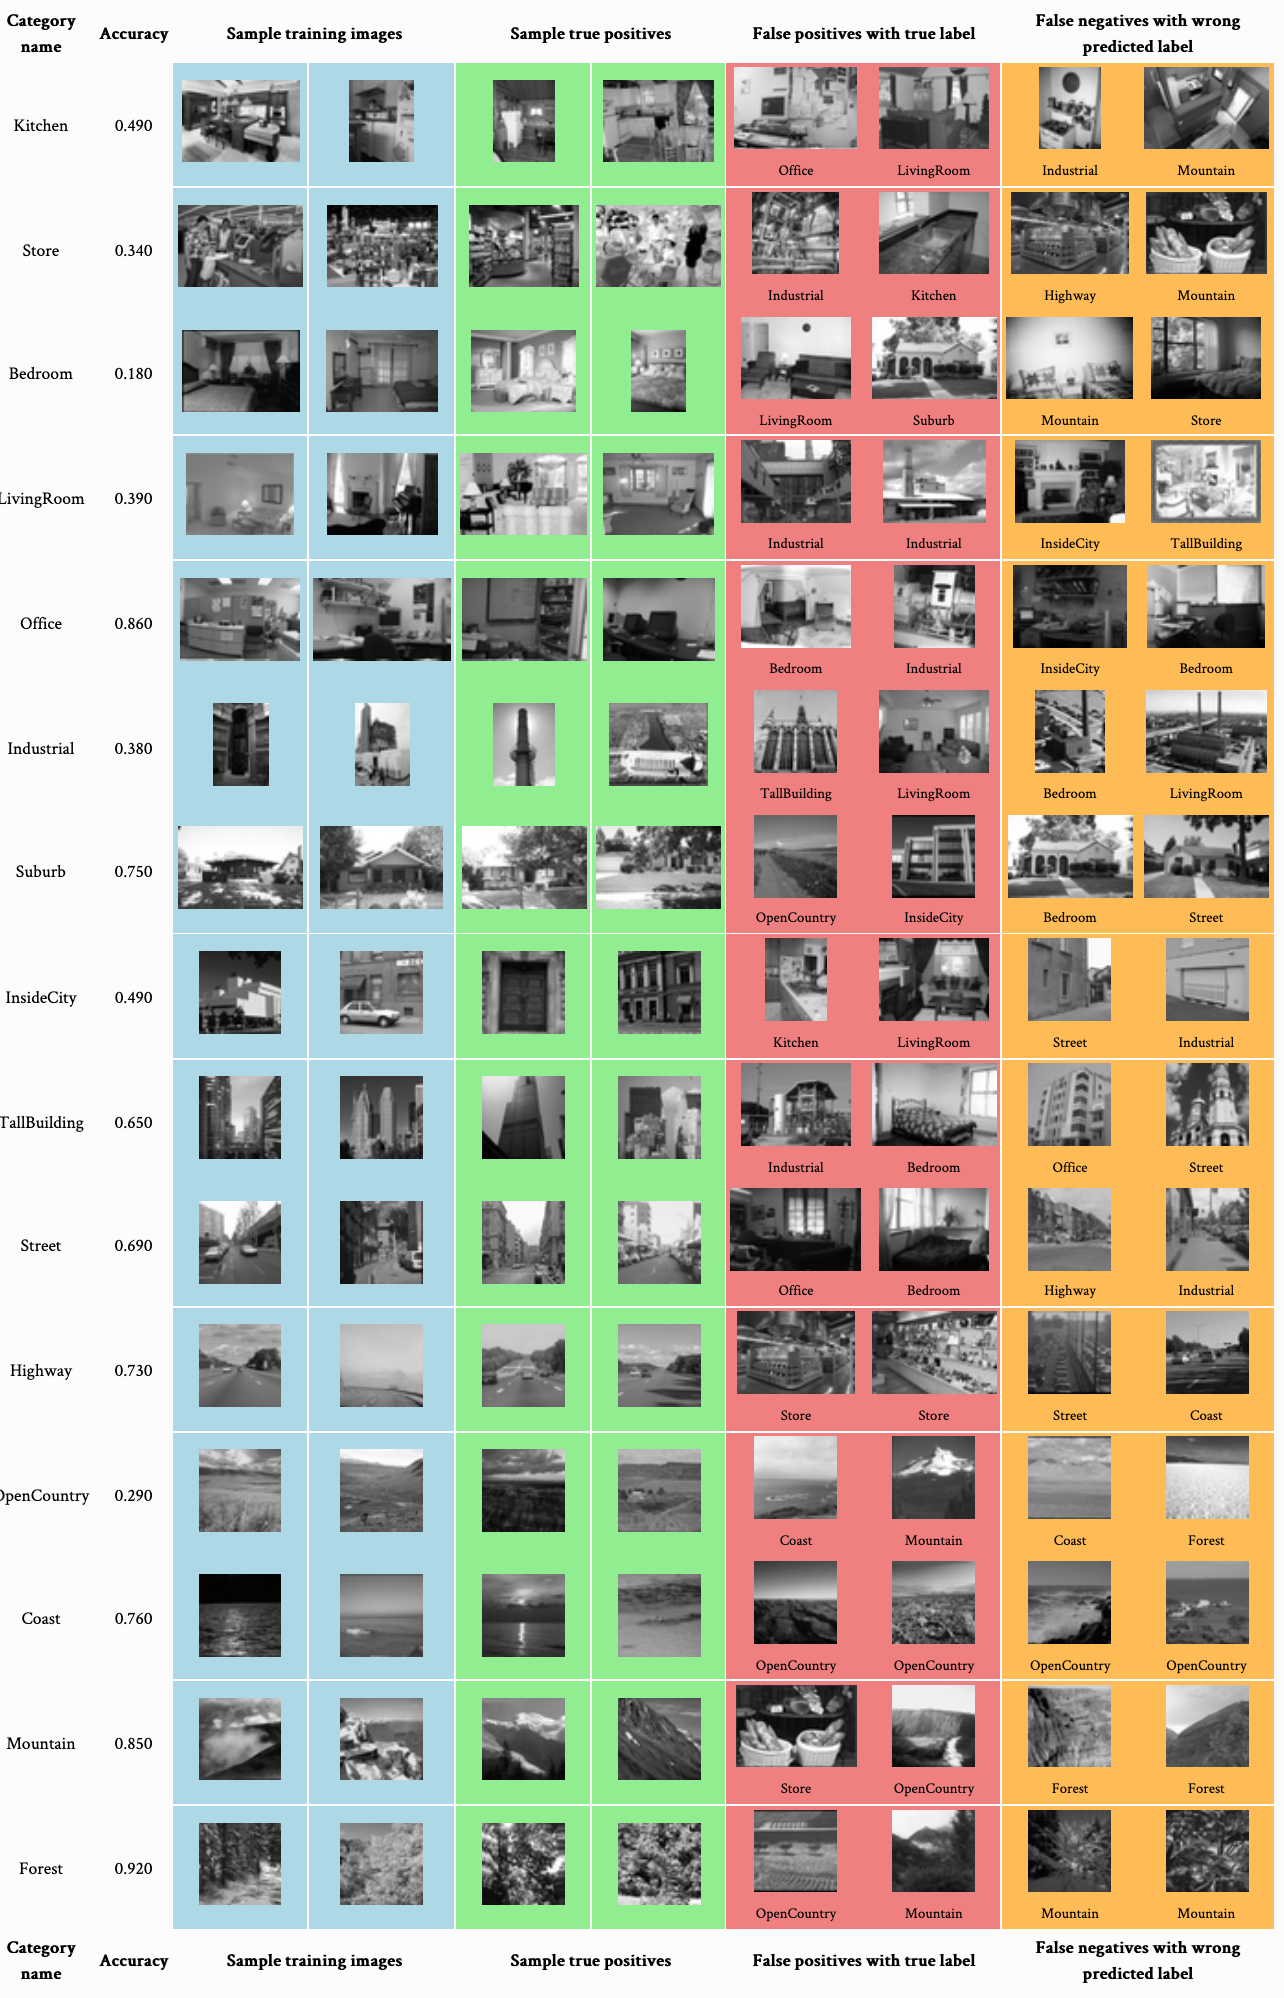 Category name
Accuracy
Sample training images
Sample true positives
False positives with true label
False negatives with wrong predicted label
Kitchen 0.490
Office LivingRoom Industrial Mountain
Store 0.340
Industrial Kitchen Highway Mountain
Bedroom 0.180
LivingRoom Suburb Mountain Store
LivingRoom 0.390
Industrial Industrial InsideCity TallBuilding
Office 0.860
Bedroom Industrial InsideCity Bedroom
Industrial 0.380
TallBuilding LivingRoom Bedroom LivingRoom
Suburb 0.750
OpenCountry InsideCity Bedroom Street
InsideCity 0.490
Kitchen LivingRoom Street Industrial
TallBuilding 0.650
Industrial Bedroom Office Street
Street 0.690
Office Bedroom Highway Industrial
Highway 0.730
Store Store Street Coast
OpenCountry 0.290
Coast Mountain Coast Forest
Coast 0.760
OpenCountry OpenCountry OpenCountry OpenCountry
Mountain 0.850
Store OpenCountry Forest Forest
Forest 0.920
OpenCountry Mountain Mountain Mountain
Category name
Accuracy
Sample training images
Sample true positives
False positives with true label
False negatives with wrong predicted label